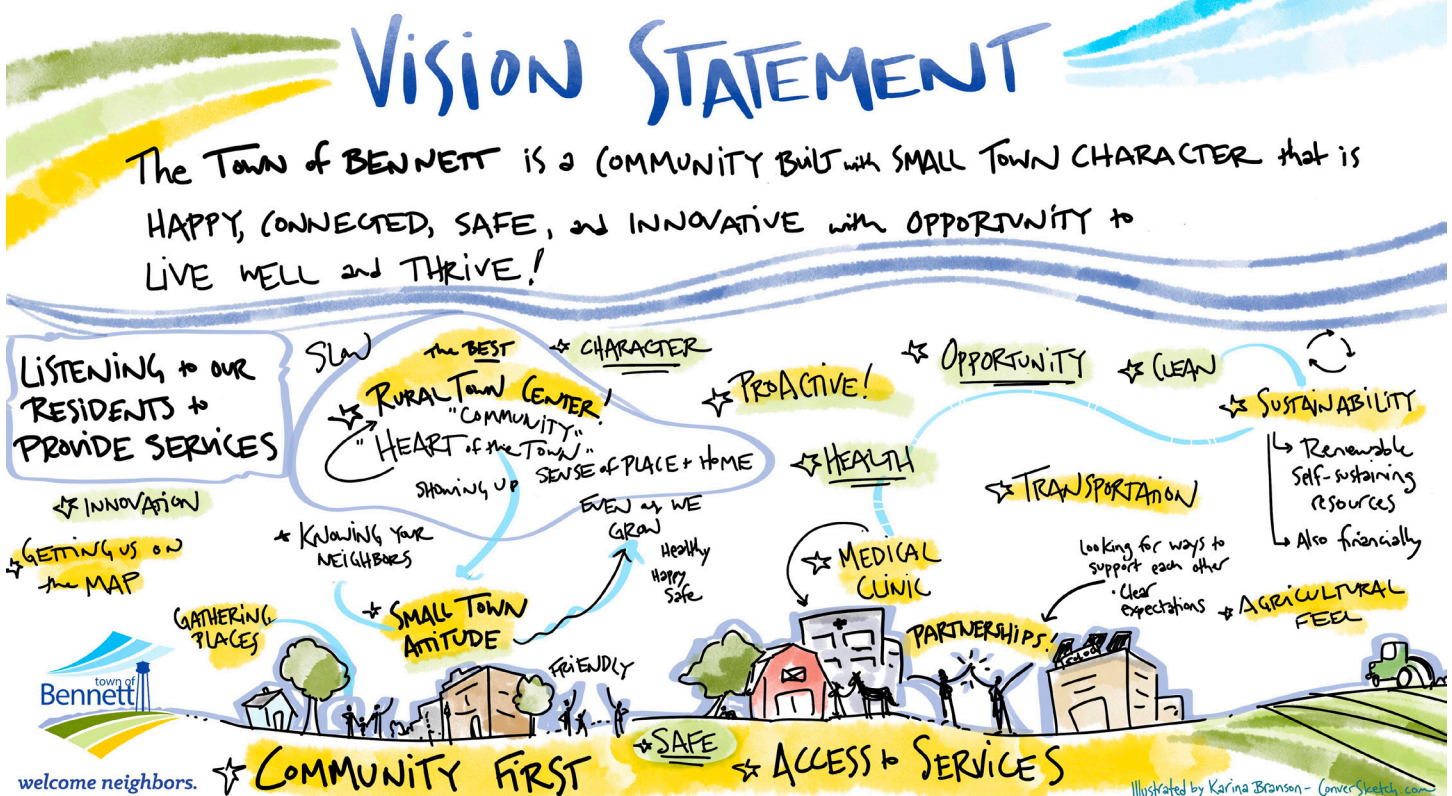 VISION STATEMENT
The TOWN of BENNETT is a COMMUNITY BUILT with SMALL TOWN CHARACTER that is
HAPPY, CONNECTED, SAFE, and INNOVATIVE with OPPORTUNITY to
LIVE WELL and THRIVE!
LISTENING to OUR
RESIDENTS to
PROVIDE SERVICES
SLOW
the BEST
RURAL TOWN CENTER!
"COMMUNITY"
"HEART of the TOWN"
SENSE of PLACE + HOME
SHOWING UP
CHARACTER
PROACTIVE!
OPPORTUNITY
CLEAN
SUSTAINABILITY
Renewable
Self-sustaining
resources
Also financially
HEALTH
TRANSPORTATION
INNOVATION
GETTING US ON
the MAP
KNOWING YOUR
NEIGHBORS
EVEN as WE
GROW
Healthy
Happy
Safe
MEDICAL
CLINIC
Looking for ways to
support each other
· Clear
expectations
AGRICULTURAL
FEEL
GATHERING
PLACES
SMALL TOWN
ATTITUDE
FRIENDLY
PARTNERSHIPS!
town of
Bennett
welcome neighbors.
COMMUNITY FIRST
SAFE
ACCESS to SERVICES
Illustrated by Karina Branson - ConverSketch.com